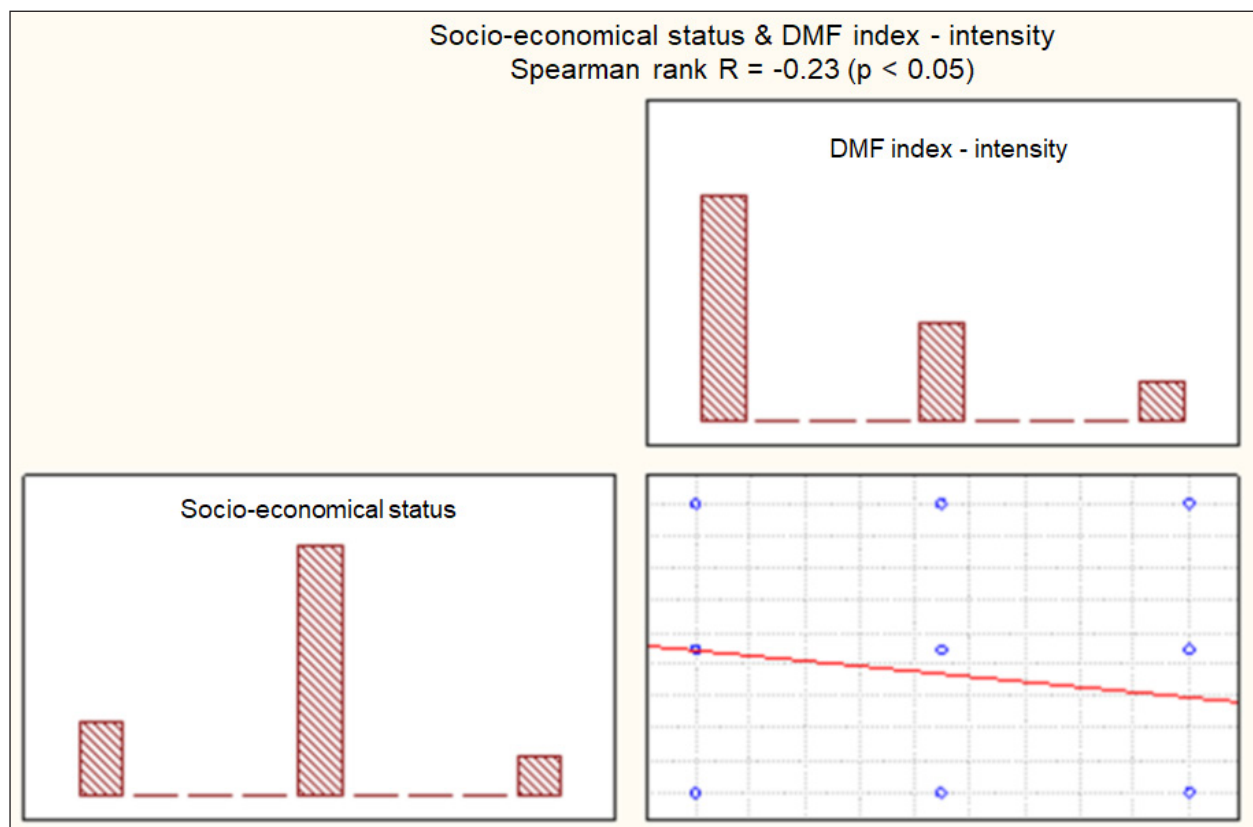 Socio-economical status & DMF index - intensity
Spearman rank R = -0.23 (p < 0.05)
DMF index - intensity
Socio-economical status